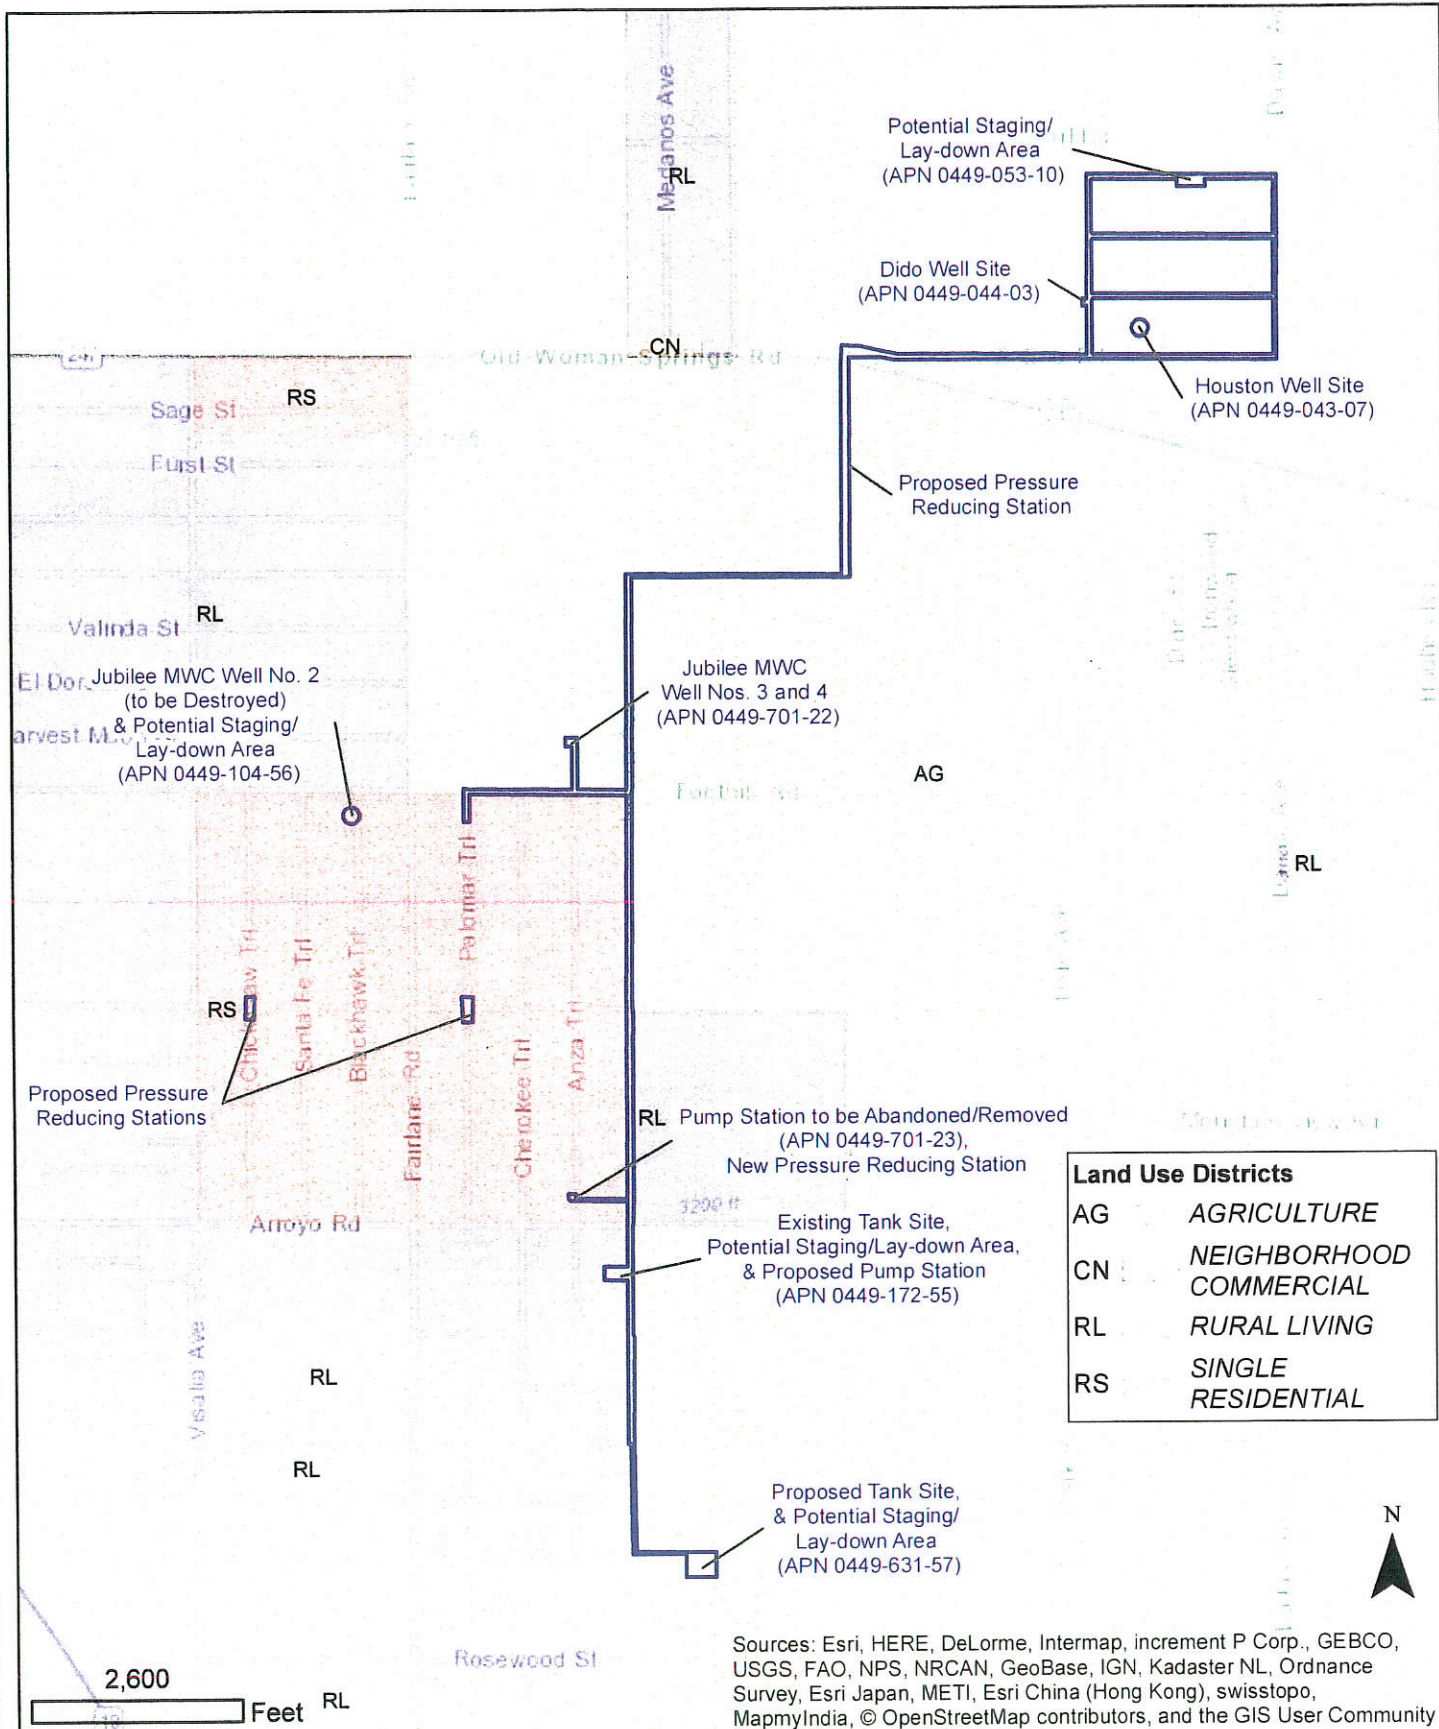 Medanos Ave
RL
Potential Staging/
Lay-down Area
(APN 0449-053-10)
Dido Well Site
(APN 0449-044-03)
CN
Old Woman Springs Rd
247
RS
Sage St
Furst St
Houston Well Site
(APN 0449-043-07)
Proposed Pressure
Reducing Station
RL
Valinda St
El Dor
Jubilee MWC Well No. 2
(to be Destroyed)
& Potential Staging/
Lay-down Area
(APN 0449-104-56)
arvest M
Jubilee MWC
Well Nos. 3 and 4
(APN 0449-701-22)
AG
Foothill Rd
RL
Palomar Trl
Santa Fe Trl
Blackhawk Trl
Fairlane Rd
Cherokee Trl
Anza Trl
RS
Proposed Pressure
Reducing Stations
RL
Pump Station to be Abandoned/Removed
(APN 0449-701-23),
New Pressure Reducing Station
3200 ft
Arroyo Rd
Existing Tank Site,
Potential Staging/Lay-down Area,
& Proposed Pump Station
(APN 0449-172-55)
Visalia Ave
RL
RL
Proposed Tank Site,
& Potential Staging/
Lay-down Area
(APN 0449-631-57)
Land Use Districts
AG AGRICULTURE
CN NEIGHBORHOOD
COMMERCIAL
RL RURAL LIVING
RS SINGLE
RESIDENTIAL
N
Rosewood St
2,600
Feet
RL
18
Sources: Esri, HERE, DeLorme, Intermap, increment P Corp., GEBCO,
USGS, FAO, NPS, NRCAN, GeoBase, IGN, Kadaster NL, Ordnance
Survey, Esri Japan, METI, Esri China (Hong Kong), swisstopo,
MapmyIndia, © OpenStreetMap contributors, and the GIS User Community